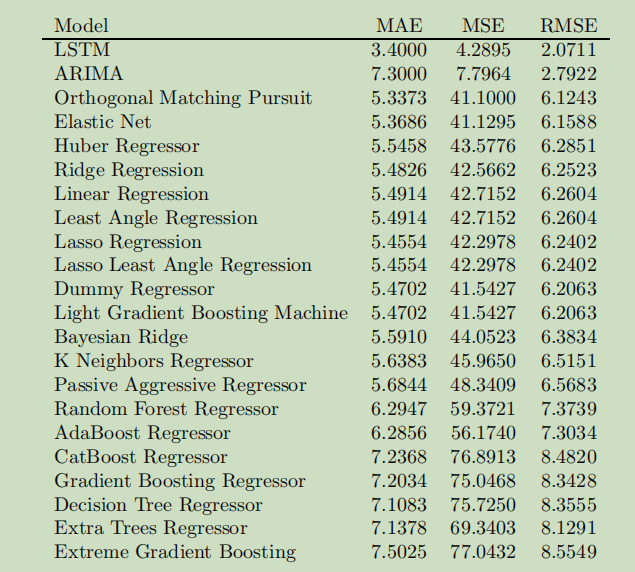 Model MAE MSE RMSE
LSTM 3.4000 4.2895 2.0711
ARIMA 7.3000 7.7964 2.7922
Orthogonal Matching Pursuit 5.3373 41.1000 6.1243
Elastic Net 5.3686 41.1295 6.1588
Huber Regressor 5.5458 43.5776 6.2851
Ridge Regression 5.4826 42.5662 6.2523
Linear Regression 5.4914 42.7152 6.2604
Least Angle Regression 5.4914 42.7152 6.2604
Lasso Regression 5.4554 42.2978 6.2402
Lasso Least Angle Regression 5.4554 42.2978 6.2402
Dummy Regressor 5.4702 41.5427 6.2063
Light Gradient Boosting Machine 5.4702 41.5427 6.2063
Bayesian Ridge 5.5910 44.0523 6.3834
K Neighbors Regressor 5.6383 45.9650 6.5151
Passive Aggressive Regressor 5.6844 48.3409 6.5683
Random Forest Regressor 6.2947 59.3721 7.3739
AdaBoost Regressor 6.2856 56.1740 7.3034
CatBoost Regressor 7.2368 76.8913 8.4820
Gradient Boosting Regressor 7.2034 75.0468 8.3428
Decision Tree Regressor 7.1083 75.7250 8.3555
Extra Trees Regressor 7.1378 69.3403 8.1291
Extreme Gradient Boosting 7.5025 77.0432 8.5549